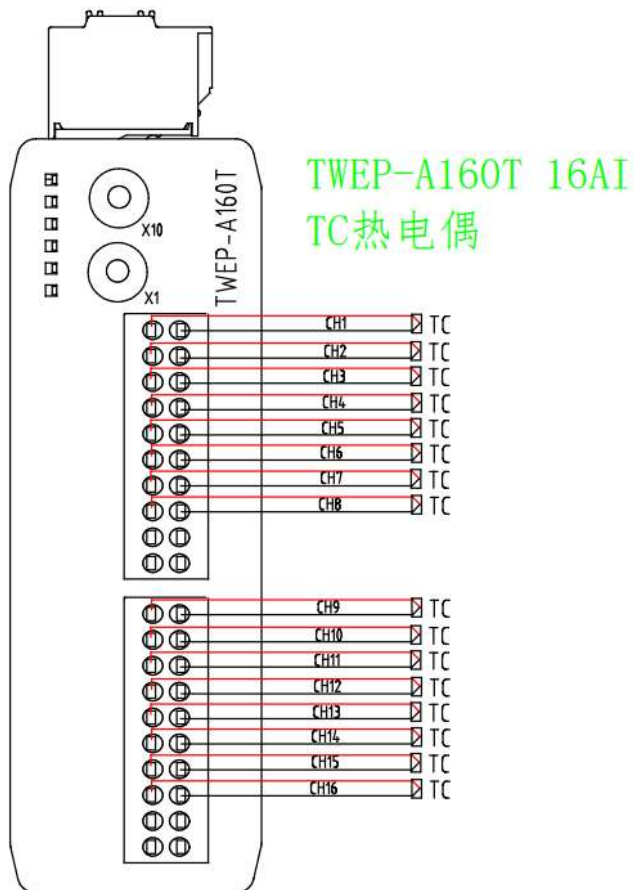 TWEP-A160T 16AI
TC热电偶
TWEP-A160T
X10
X1
CH1 TC
CH2 TC
CH3 TC
CH4 TC
CH5 TC
CH6 TC
CH7 TC
CH8 TC
CH9 TC
CH10 TC
CH11 TC
CH12 TC
CH13 TC
CH14 TC
CH15 TC
CH16 TC